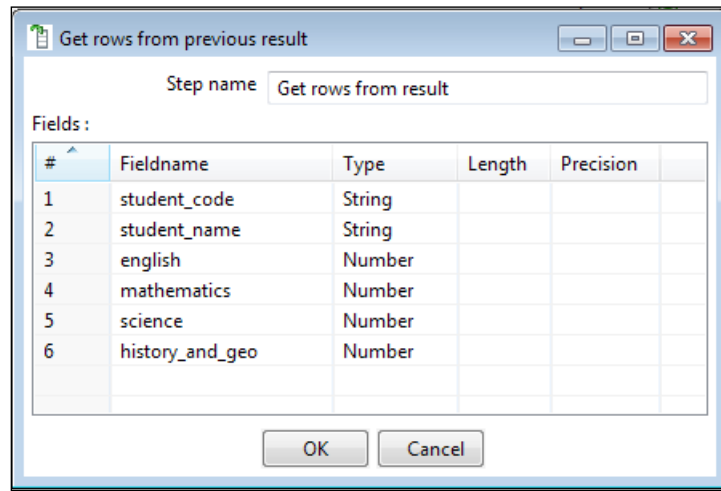 Get rows from previous result
Step name Get rows from result
Fields :
# Fieldname Type Length Precision
1 student_code String
2 student_name String
3 english Number
4 mathematics Number
5 science Number
6 history_and_geo Number
OK Cancel